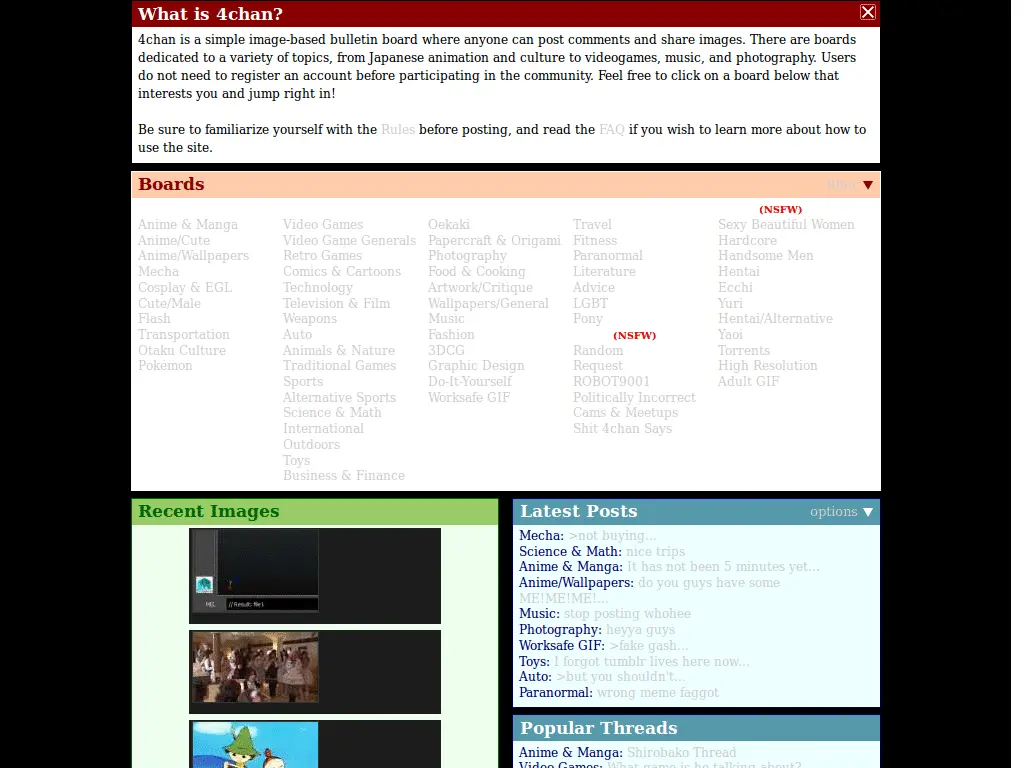 What is 4chan?
4chan is a simple image-based bulletin board where anyone can post comments and share images. There are boards
dedicated to a variety of topics, from Japanese animation and culture to videogames, music, and photography. Users
do not need to register an account before participating in the community. Feel free to click on a board below that
interests you and jump right in!
Be sure to familiarize yourself with the Rules before posting, and read the FAQ if you wish to learn more about how to
use the site.
Boards
Anime & Manga
Anime/Cute
Anime/Wallpapers
Mecha
Cosplay & EGL
Cute/Male
Flash
Transportation
Otaku Culture
Pokémon
Video Games
Video Game Generals
Retro Games
Comics & Cartoons
Technology
Television & Film
Weapons
Auto
Animals & Nature
Traditional Games
Sports
Alternative Sports
Science & Math
International
Outdoors
Toys
Business & Finance
Oekaki
Papercraft & Origami
Photography
Food & Cooking
Artwork/Critique
Wallpapers/General
Music
Fashion
3DCG
Graphic Design
Do-It-Yourself
Worksafe GIF
Travel
Fitness
Paranormal
Literature
Advice
LGBT
Pony
(NSFW)
Random
Request
ROBOT9001
Politically Incorrect
Cams & Meetups
Shit 4chan Says
(NSFW)
Sexy Beautiful Women
Hardcore
Handsome Men
Hentai
Ecchi
Yuri
Hentai/Alternative
Yaoi
Torrents
High Resolution
Adult GIF
Recent Images
// Result: file1
Latest Posts
options ▼
Mecha: >not buying...
Science & Math: nice trips
Anime & Manga: It has not been 5 minutes yet...
Anime/Wallpapers: do you guys have some
ME!ME!ME!...
Music: stop posting whohee
Photography: heyya guys
Worksafe GIF: >fake gash...
Toys: I forgot tumblr lives here now...
Auto: >but you shouldn't...
Paranormal: wrong meme faggot
Popular Threads
Anime & Manga: Shirobako Thread
Video Games: What game is he talking about?